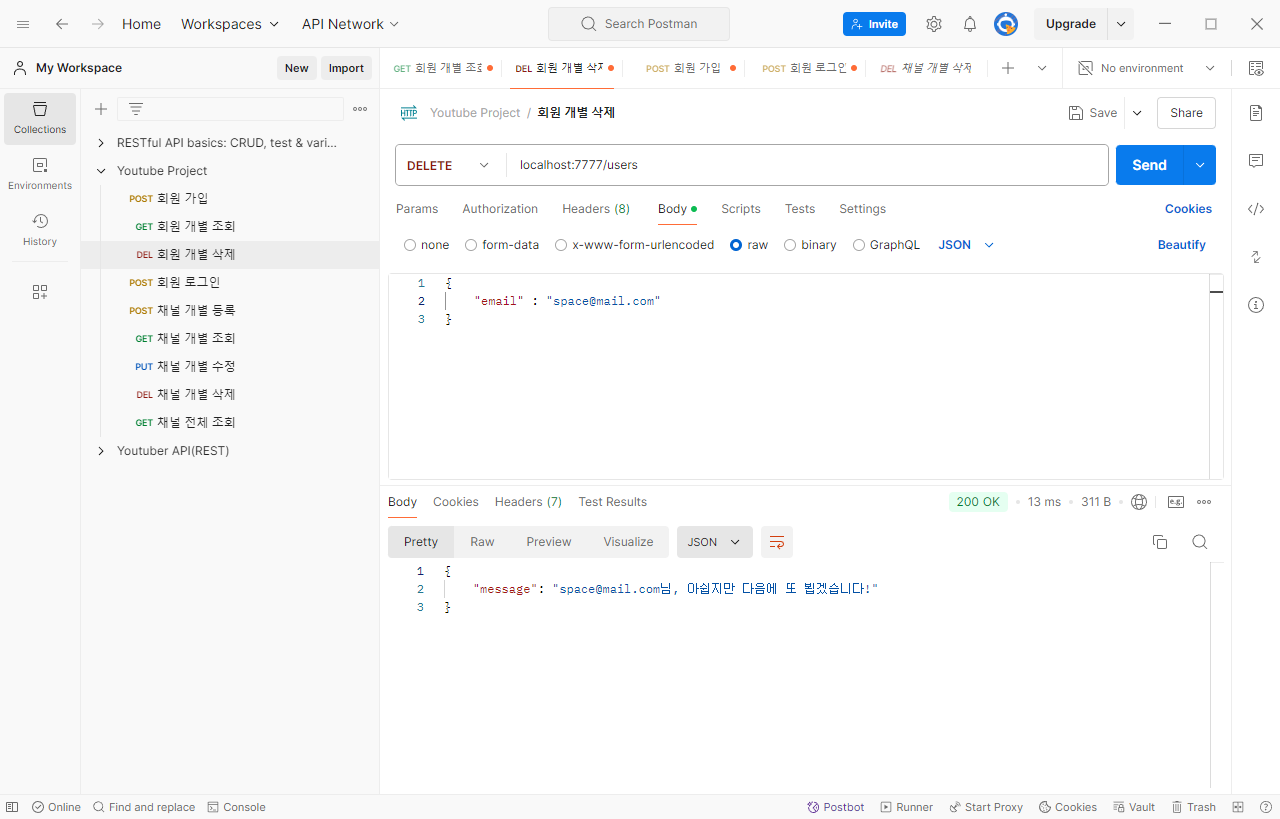 Home Workspaces API Network Search Postman Invite Upgrade
My Workspace New Import
GET 회원 개별 조회 DEL 회원 개별 삭제 POST 회원 가입 POST 회원 로그인 DEL 채널 개별 삭제 No environment
Collections
Environments
History
RESTful API basics: CRUD, test & vari...
Youtube Project
POST 회원 가입
GET 회원 개별 조회
DEL 회원 개별 삭제
POST 회원 로그인
POST 채널 개별 등록
GET 채널 개별 조회
PUT 채널 개별 수정
DEL 채널 개별 삭제
GET 채널 전체 조회
Youtuber API(REST)
HTTP Youtube Project / 회원 개별 삭제 Save Share
DELETE localhost:7777/users Send
Params Authorization Headers (8) Body Scripts Tests Settings Cookies
none form-data x-www-form-urlencoded raw binary GraphQL JSON Beautify
1 {
2 "email" : "space@mail.com"
3 }
Body Cookies Headers (7) Test Results 200 OK 13 ms 311 B e.g.
Pretty Raw Preview Visualize JSON
1 {
2 "message": "space@mail.com님, 아쉽지만 다음에 또 뵙겠습니다!"
3 }
Online Find and replace Console Postbot Runner Start Proxy Cookies Vault Trash